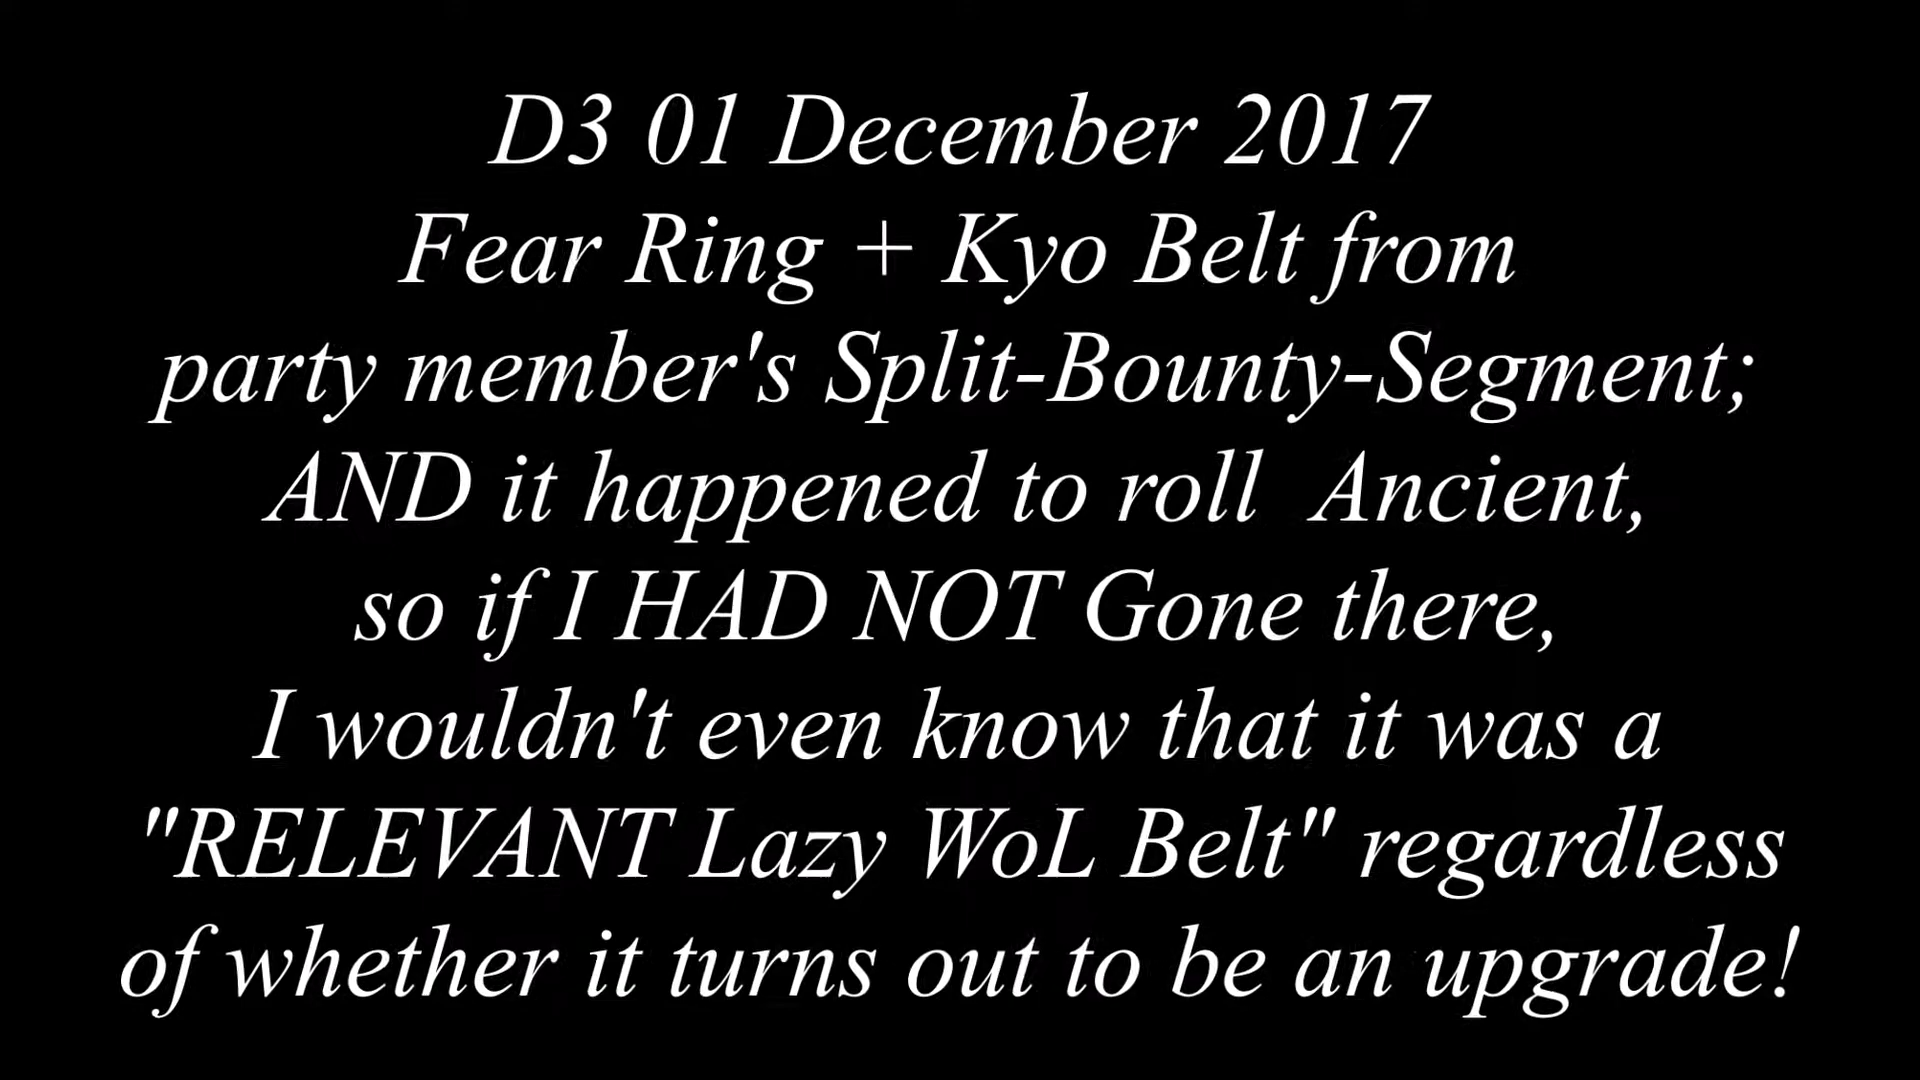 D3 01 December 2017
Fear Ring + Kyo Belt from
party member's Split-Bounty-Segment;
AND it happened to roll  Ancient,
so if I HAD NOT Gone there,
I wouldn't even know that it was a
"RELEVANT Lazy WoL Belt" regardless
of whether it turns out to be an upgrade!